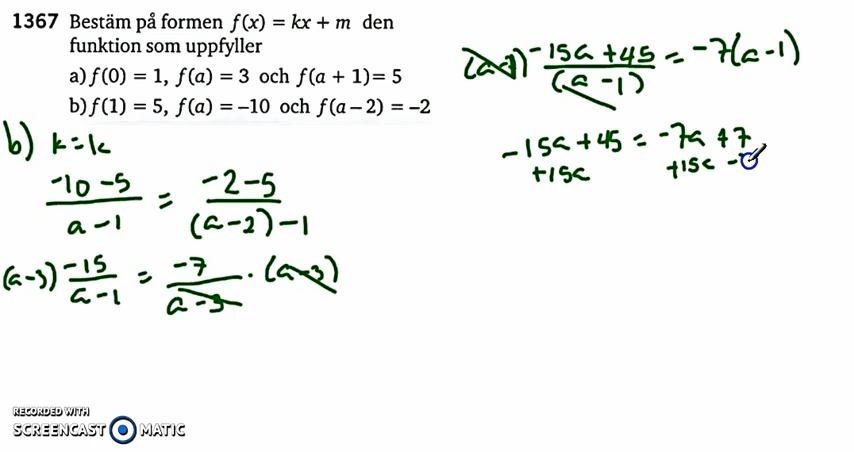 1367 Bestäm på formen f(x) = kx + m den
funktion som uppfyller
a) f(0) = 1, f(a) = 3 och f(a + 1) = 5
b) f(1) = 5, f(a) = –10 och f(a – 2) = –2
b) k = k
(-10 - 5)/(a - 1) = (-2 - 5)/((a - 2) - 1)
(a-3) -15/(a-1) = -7/(a-3) · (a-3)
(a-1) (-15a + 45)/(a - 1) = -7(a - 1)
-15a + 45 = -7a + 7
+15a +15a -7
RECORDED WITH
SCREENCAST MATIC